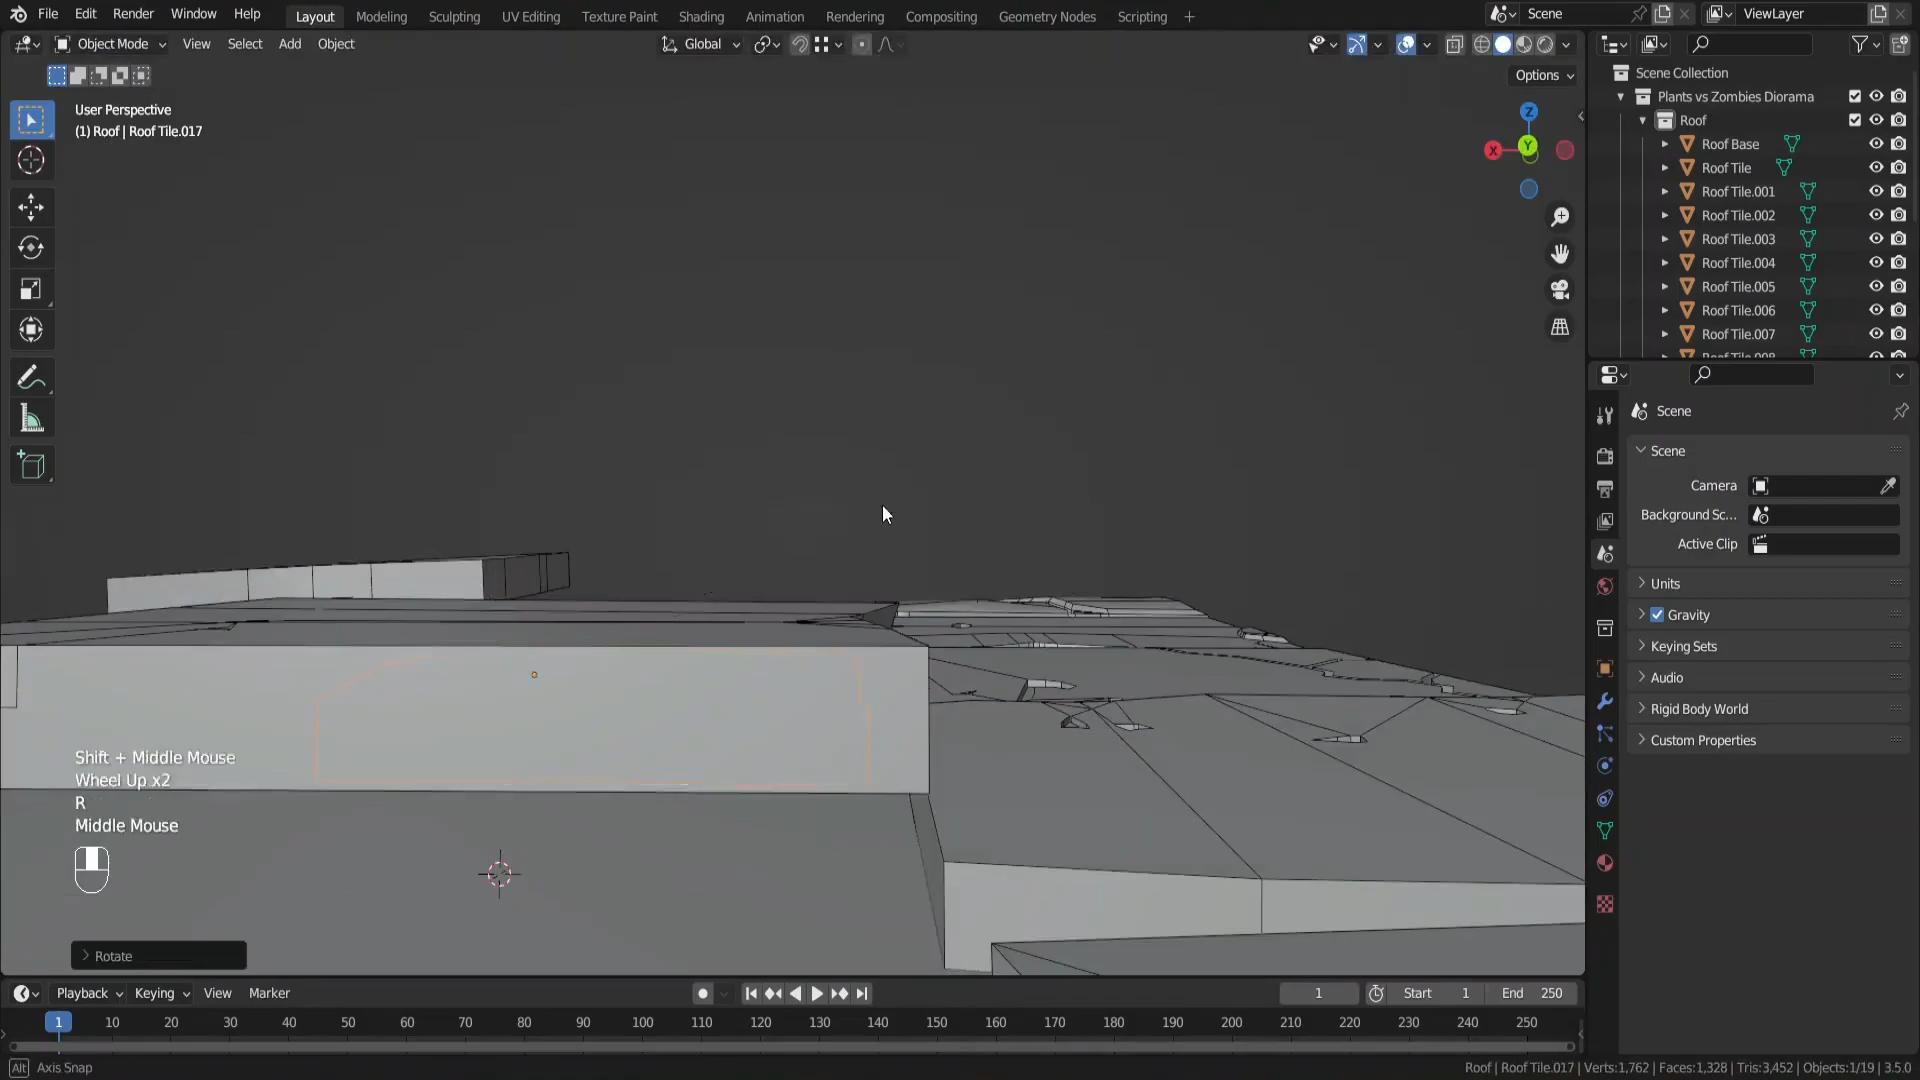 File Edit Render Window Help Layout Modeling Sculpting UV Editing Texture Paint Shading Animation Rendering Compositing Geometry Nodes Scripting + Scene ViewLayer
Object Mode View Select Add Object Global
Options
User Perspective
(1) Roof | Roof Tile.017
Z
X
Y
Scene Collection
Plants vs Zombies Diorama
Roof
Roof Base
Roof Tile
Roof Tile.001
Roof Tile.002
Roof Tile.003
Roof Tile.004
Roof Tile.005
Roof Tile.006
Roof Tile.007
Roof Tile.008
Scene
Scene
Camera
Background Sc...
Active Clip
Units
Gravity
Keying Sets
Audio
Rigid Body World
Custom Properties
Shift + Middle Mouse
Wheel Up x2
R
Middle Mouse
Rotate
Playback Keying View Marker 1 Start 1 End 250
1 10 20 30 40 50 60 70 80 90 100 110 120 130 140 150 160 170 180 190 200 210 220 230 240 250
Alt Axis Snap Roof | Roof Tile.017 | Verts:1,762 | Faces:1,328 | Tris:3,452 | Objects:1/19 | 3.5.0